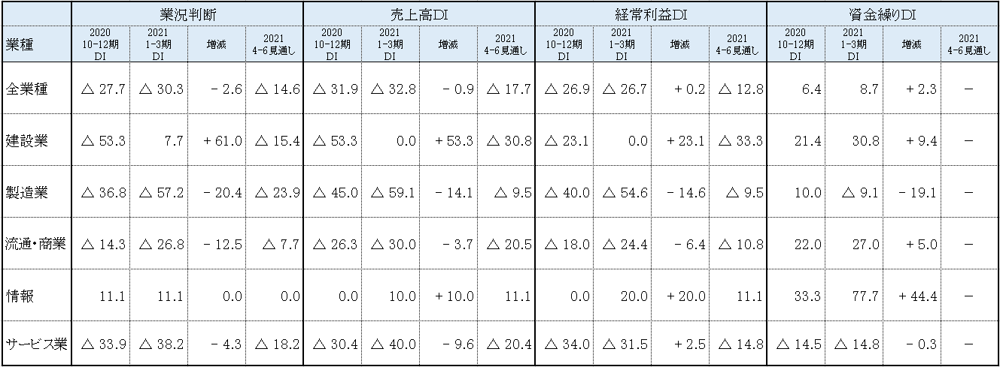 業況判断 売上高DI 経常利益DI 資金繰りDI
業種 2020 10-12期 DI 2021 1-3期 DI 増減 2021 4-6見通し 2020 10-12期 DI 2021 1-3期 DI 増減 2021 4-6見通し 2020 10-12期 DI 2021 1-3期 DI 増減 2021 4-6見通し 2020 10-12期 DI 2021 1-3期 DI 増減 2021 4-6見通し
全業種 △ 27.7 △ 30.3 - 2.6 △ 14.6 △ 31.9 △ 32.8 - 0.9 △ 17.7 △ 26.9 △ 26.7 + 0.2 △ 12.8 6.4 8.7 + 2.3 －
建設業 △ 53.3 7.7 + 61.0 △ 15.4 △ 53.3 0.0 + 53.3 △ 30.8 △ 23.1 0.0 + 23.1 △ 33.3 21.4 30.8 + 9.4 －
製造業 △ 36.8 △ 57.2 - 20.4 △ 23.9 △ 45.0 △ 59.1 - 14.1 △ 9.5 △ 40.0 △ 54.6 - 14.6 △ 9.5 10.0 △ 9.1 - 19.1 －
流通・商業 △ 14.3 △ 26.8 - 12.5 △ 7.7 △ 26.3 △ 30.0 - 3.7 △ 20.5 △ 18.0 △ 24.4 - 6.4 △ 10.8 22.0 27.0 + 5.0 －
情報 11.1 11.1 0.0 0.0 0.0 10.0 + 10.0 11.1 0.0 20.0 + 20.0 11.1 33.3 77.7 + 44.4 －
サービス業 △ 33.9 △ 38.2 - 4.3 △ 18.2 △ 30.4 △ 40.0 - 9.6 △ 20.4 △ 34.0 △ 31.5 + 2.5 △ 14.8 △ 14.5 △ 14.8 - 0.3 －